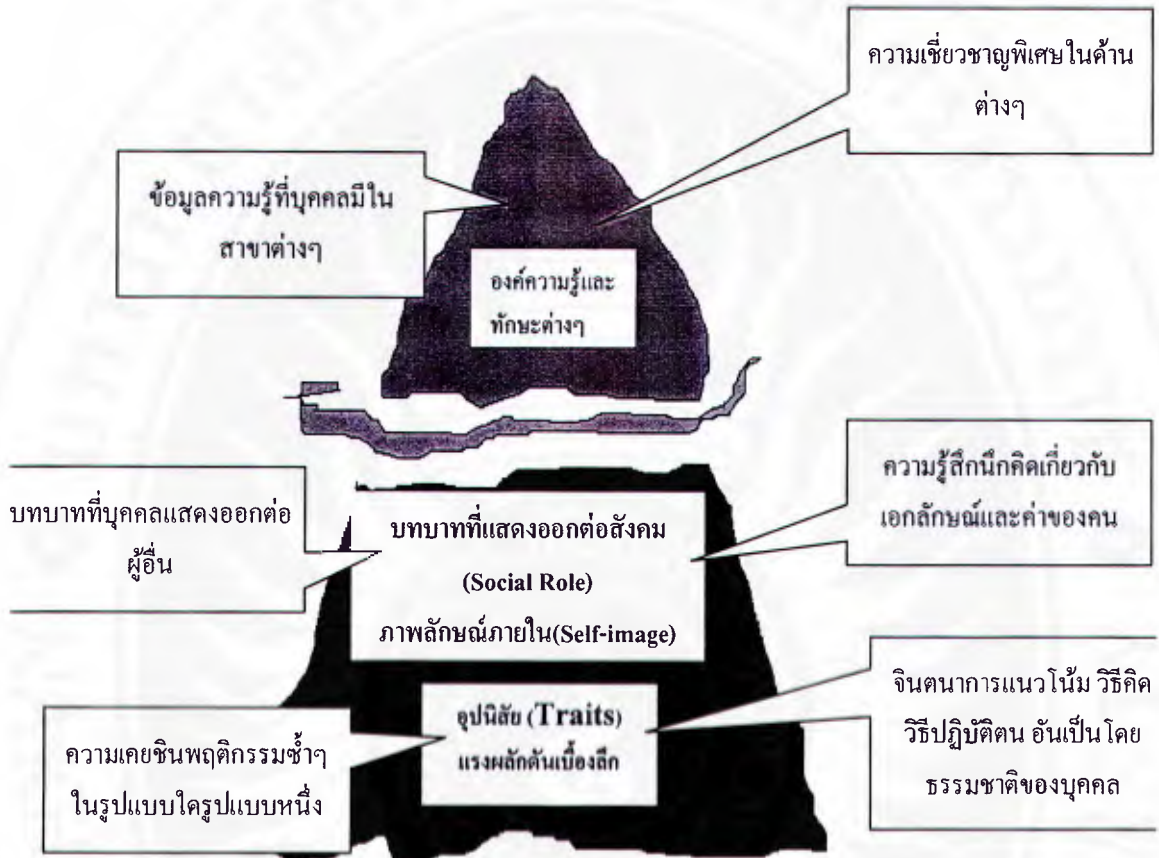 ความเชี่ยวชาญพิเศษในด้าน
ต่างๆ
ข้อมูลความรู้ที่บุคคลมีใน
สาขาต่างๆ
องค์ความรู้และ
ทักษะต่างๆ
ความรู้สึกนึกคิดเกี่ยวกับ
เอกลักษณ์และค่าของคน
บทบาทที่บุคคลแสดงออกต่อ
ผู้อื่น
บทบาทที่แสดงออกต่อสังคม
(Social Role)
ภาพลักษณ์ภายใน(Self-image)
จินตนาการแนวโน้ม วิธีคิด
วิธีปฏิบัติตน อันเป็นโดย
ธรรมชาติของบุคคล
อุปนิสัย (Traits)
แรงผลักดันเบื้องลึก
ความเคยชินพฤติกรรมซ้ำๆ
ในรูปแบบใครูปแบบหนึ่ง